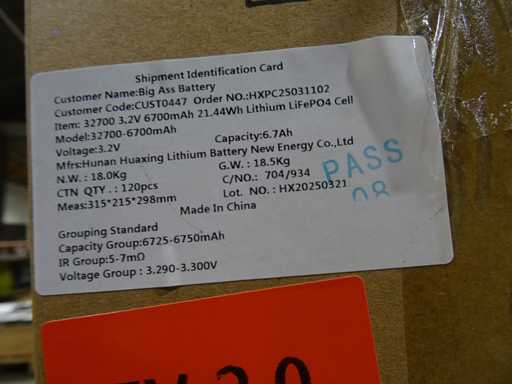 Shipment Identification Card
Customer Name:Big Ass Battery
Customer Code:CUST0447 Order NO.:HXPC25031102
Item: 32700 3.2V 6700mAh 21.44Wh Lithium LiFePO4 Cell
Model:32700-6700mAh
Voltage:3.2V Capacity:6.7Ah
Mfrs:Hunan Huaxing Lithium Battery New Energy Co.,Ltd
N.W. : 18.0Kg G.W. : 18.5Kg
CTN QTY. : 120pcs C/NO.: 704/934
Meas:315*215*298mm Lot. NO. : HX20250321
Made In China
PASS
08
Grouping Standard
Capacity Group:6725-6750mAh
IR Group:5-7mΩ
Voltage Group : 3.290-3.300V